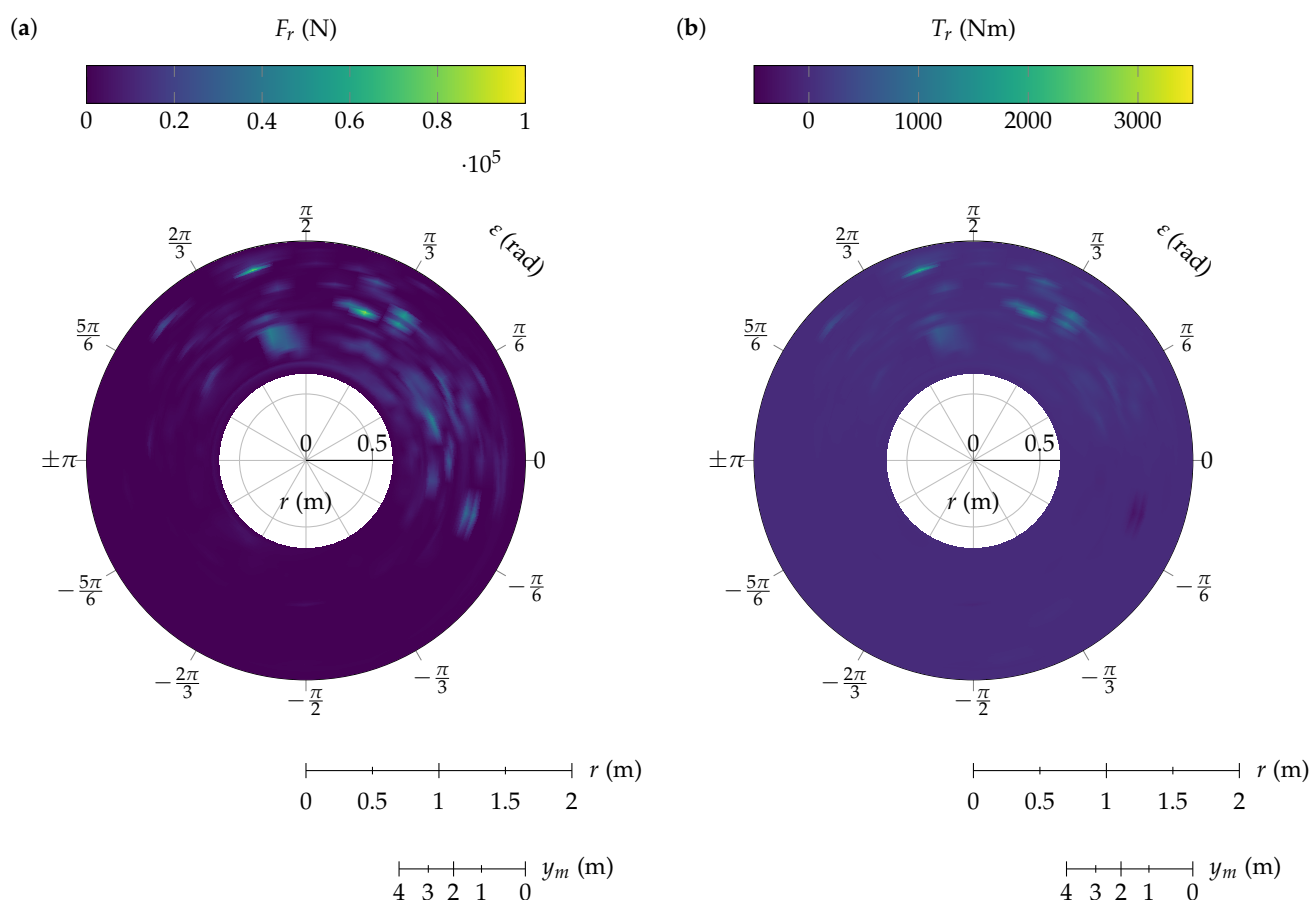 (a) F_r (N)
0 0.2 0.4 0.6 0.8 1
·10^5
π/2
2π/3 π/3 ε (rad)
5π/6 π/6
±π 0 0.5 0
r (m)
−5π/6 −π/6
−2π/3 −π/3
−π/2
r (m)
0 0.5 1 1.5 2
y_m (m)
4 3 2 1 0
(b) T_r (Nm)
0 1000 2000 3000
π/2
2π/3 π/3 ε (rad)
5π/6 π/6
±π 0 0.5 0
r (m)
−5π/6 −π/6
−2π/3 −π/3
−π/2
r (m)
0 0.5 1 1.5 2
y_m (m)
4 3 2 1 0